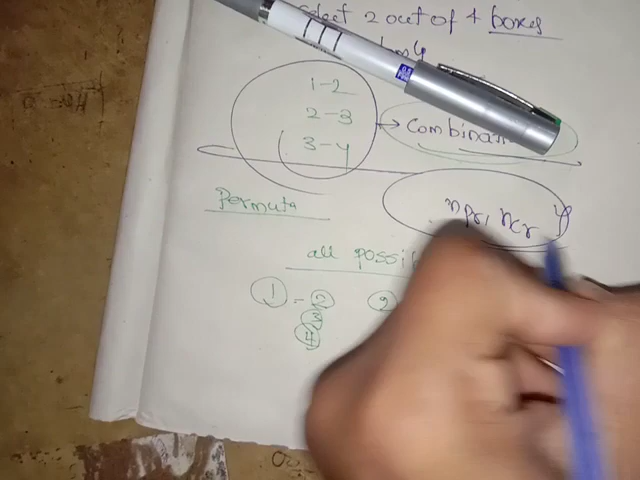 select 2 out of 4 boxes
1-2
2-3
3-4
→ Combinat
Permuta
npr, ncr
all possi
① - ② ②
③
④